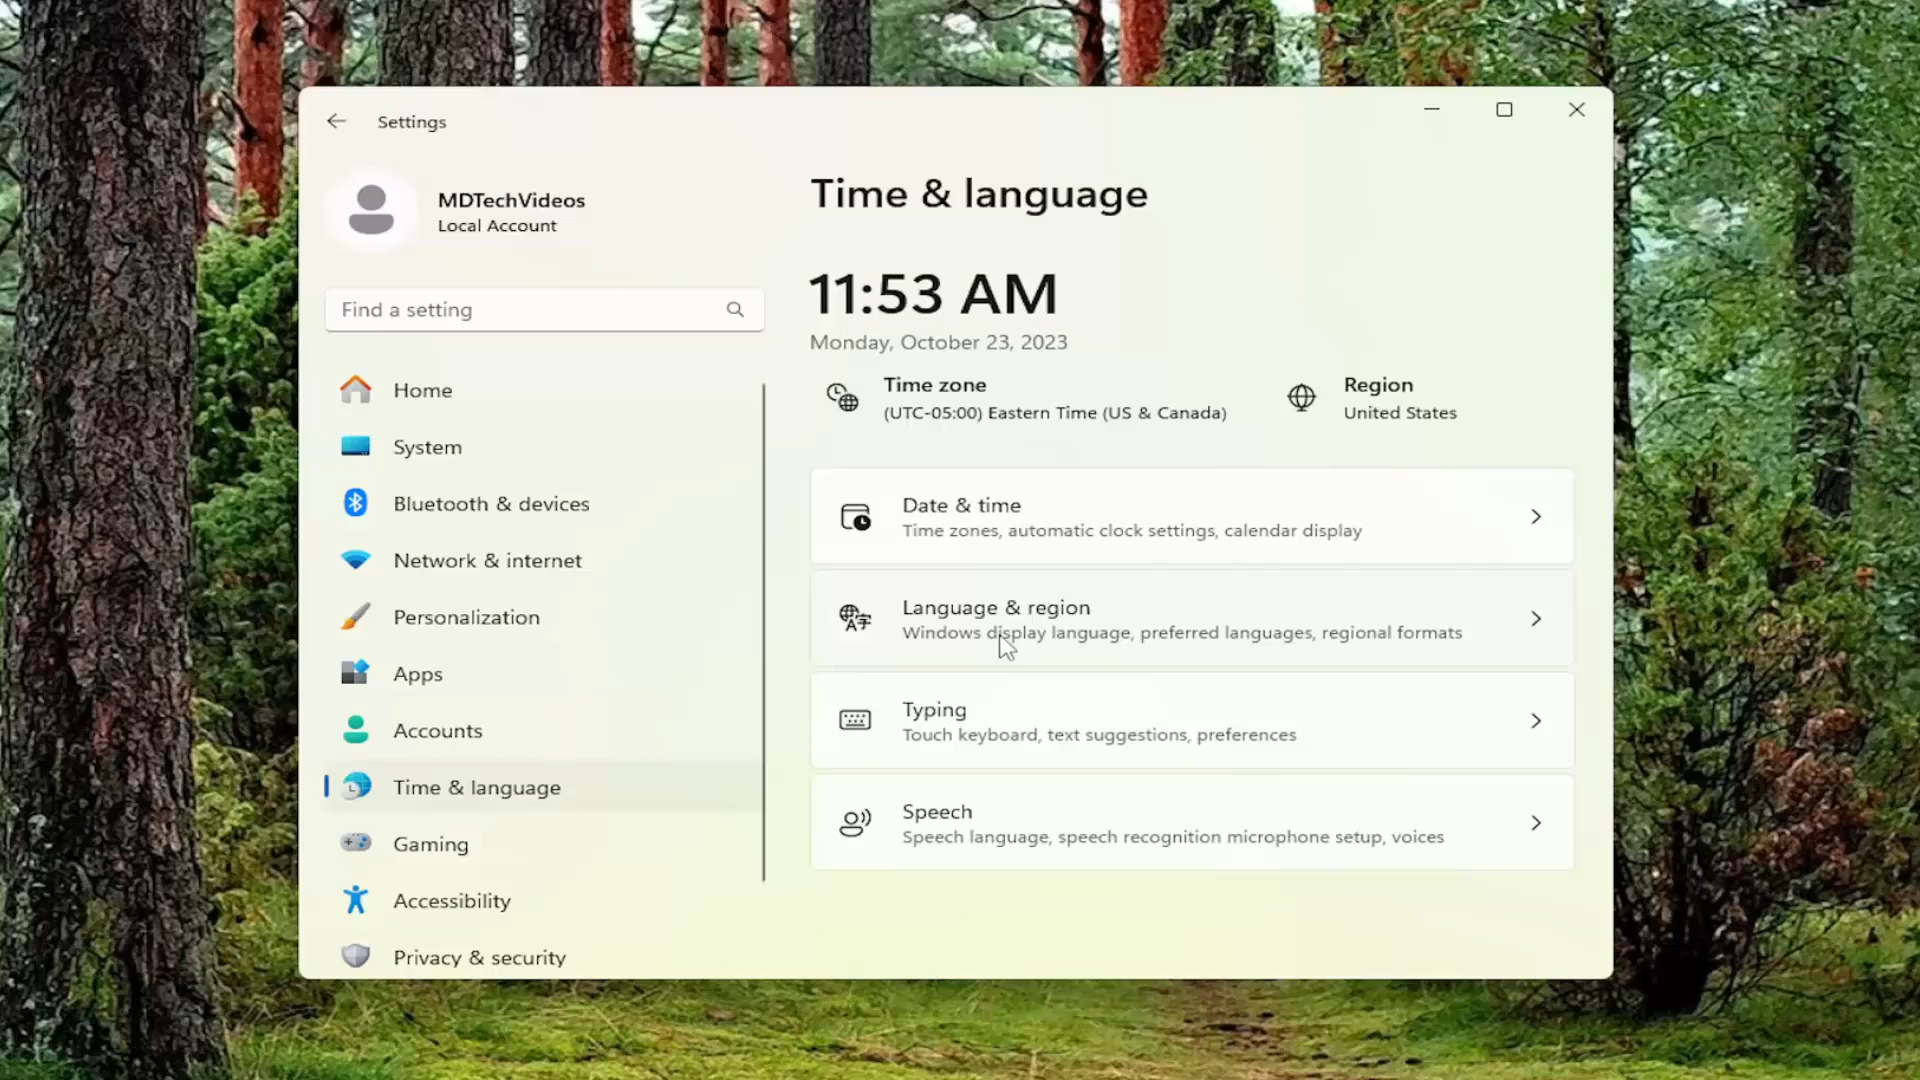 Settings
MDTechVideos
Local Account
Find a setting
Home
System
Bluetooth & devices
Network & internet
Personalization
Apps
Accounts
Time & language
Gaming
Accessibility
Privacy & security
Time & language
11:53 AM
Monday, October 23, 2023
Time zone
(UTC-05:00) Eastern Time (US & Canada)
Region
United States
Date & time
Time zones, automatic clock settings, calendar display
Language & region
Windows display language, preferred languages, regional formats
Typing
Touch keyboard, text suggestions, preferences
Speech
Speech language, speech recognition microphone setup, voices